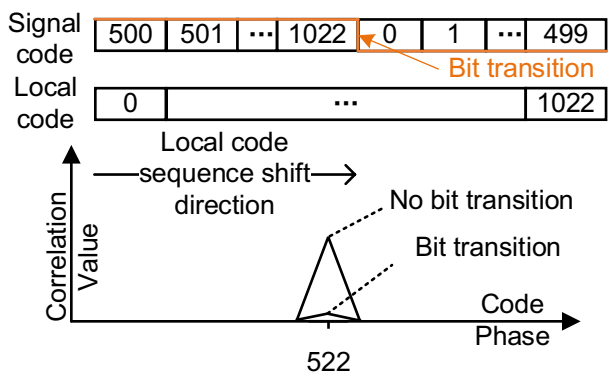 Signal code
500 501 ... 1022 0 1 ... 499
Bit transition
Local code
0 ... 1022
Local code
sequence shift
direction
Correlation
Value
No bit transition
Bit transition
Code
Phase
522